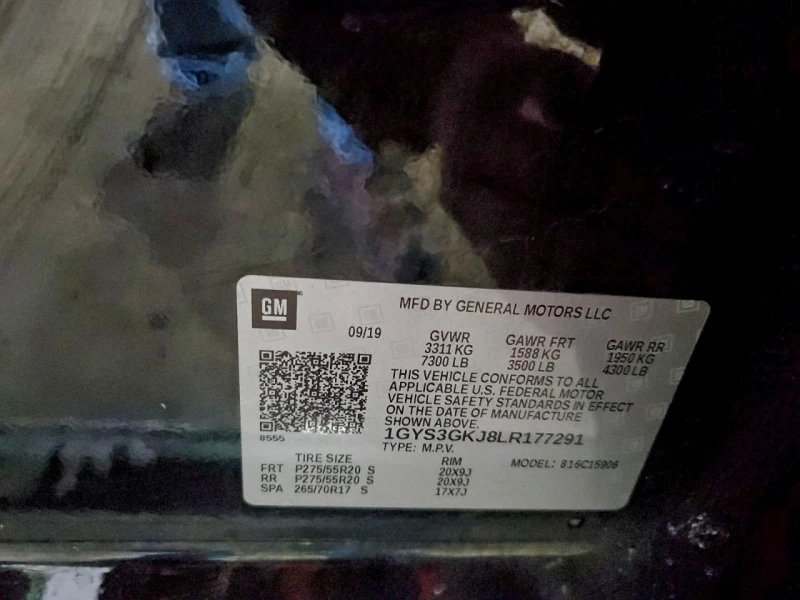 GM
MFD BY GENERAL MOTORS LLC
09/19
GVWR GAWR FRT GAWR RR
3311 KG 1588 KG 1950 KG
7300 LB 3500 LB 4300 LB
THIS VEHICLE CONFORMS TO ALL
APPLICABLE U.S. FEDERAL MOTOR
VEHICLE SAFETY STANDARDS IN EFFECT
ON THE DATE OF MANUFACTURE
SHOWN ABOVE.
8555
1GYS3GKJ8LR177291
TYPE: M.P.V.
TIRE SIZE RIM MODEL: 816C15906
FRT P275/55R20 S 20X9J
RR P275/55R20 S 20X9J
SPA 265/70R17 S 17X7J